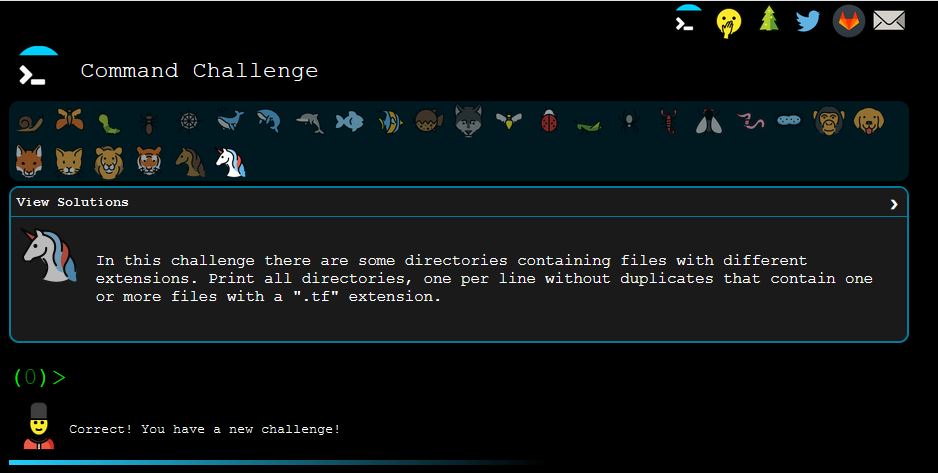 Command Challenge
View Solutions
In this challenge there are some directories containing files with different
extensions. Print all directories, one per line without duplicates that contain one
or more files with a ".tf" extension.
(0)>
Correct! You have a new challenge!